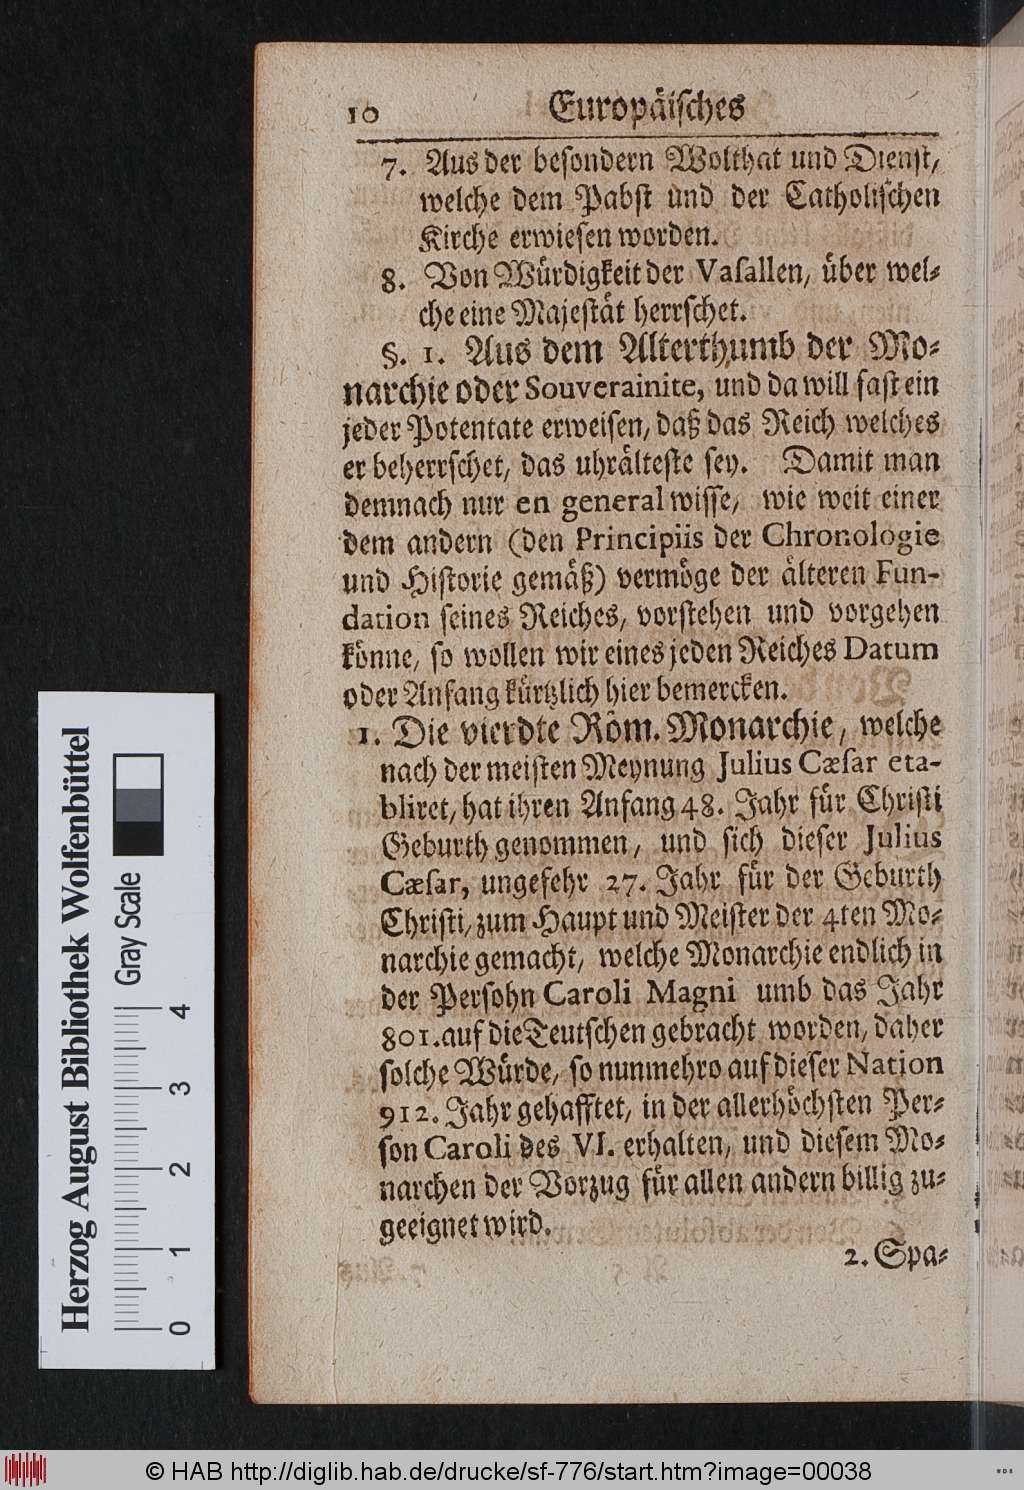 10 Europäisches
7. Aus der besondern Wolthat und Dienst,
welche dem Pabst und der Catholischen
Kirche erwiesen worden.
8. Von Würdigkeit der Vasallen, über wel-
che eine Majestät herrschet.
§. 1. Aus dem Alterthumb der Mo-
narchie oder Souverainite, und da will fast ein
jeder Potentate erweisen, daß das Reich welches
er beherrschet, das uhrälteste sey. Damit man
demnach nur en general wisse, wie weit einer
dem andern (den Principiis der Chronologie
und Historie gemäß) vermöge der älteren Fun-
dation seines Reiches, vorstehen und vorgehen
könne, so wollen wir eines jeden Reiches Datum
oder Anfang kürtzlich hier bemercken.
1. Die vierdte Röm. Monarchie, welche
nach der meisten Meynung Julius Cæsar eta-
bliret, hat ihren Anfang 48. Jahr für Christi
Geburth genommen, und sich dieser Julius
Cæsar, ungefehr 27. Jahr für der Geburth
Christi, zum Haupt und Meister der 4ten Mo-
narchie gemacht, welche Monarchie endlich in
der Persohn Caroli Magni umb das Jahr
801. auf die Teutschen gebracht worden, daher
solche Würde, so nunmehro auf dieser Nation
912. Jahr gehafftet, in der allerhöchsten Per-
son Caroli des VI. erhalten, und diesem Mo-
narchen der Vorzug für allen andern billig zu-
geeignet wird.
2. Spa-
Herzog August Bibliothek Wolfenbüttel
Gray Scale
0 1 2 3 4
© HAB http://diglib.hab.de/drucke/sf-776/start.htm?image=00038